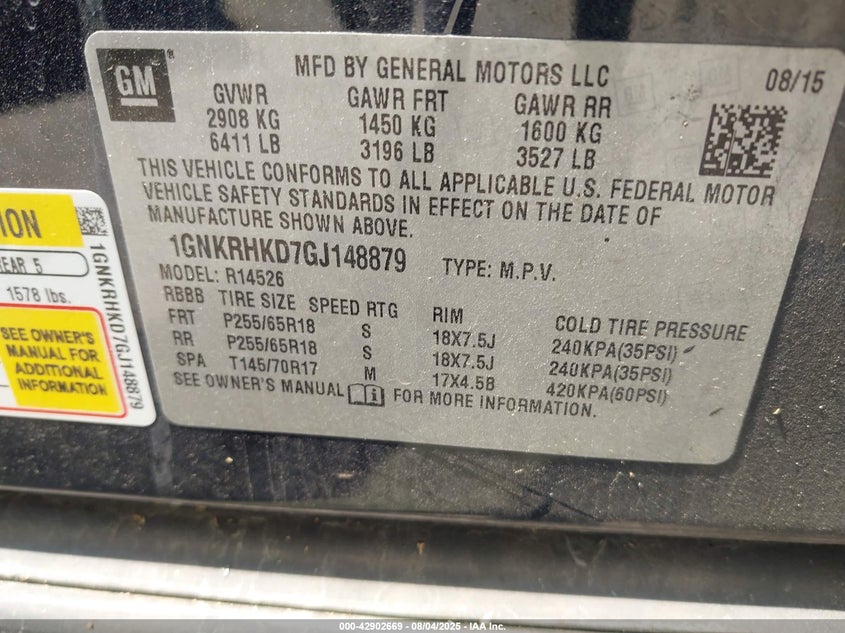 GM
MFD BY GENERAL MOTORS LLC
08/15
GVWR GAWR FRT GAWR RR
2908 KG 1450 KG 1600 KG
6411 LB 3196 LB 3527 LB
THIS VEHICLE CONFORMS TO ALL APPLICABLE U.S. FEDERAL MOTOR
VEHICLE SAFETY STANDARDS IN EFFECT ON THE DATE OF
MANUFACTURE SHOWN ABOVE.
1GNKRHKD7GJ148879 TYPE: M.P.V.
MODEL: R14526
RBBB TIRE SIZE SPEED RTG RIM COLD TIRE PRESSURE
FRT P255/65R18 S 18X7.5J 240KPA(35PSI)
RR P255/65R18 S 18X7.5J 240KPA(35PSI)
SPA T145/70R17 M 17X4.5B 420KPA(60PSI)
SEE OWNER'S MANUAL FOR MORE INFORMATION.
REAR 5
1578 lbs.
SEE OWNER'S
MANUAL FOR
ADDITIONAL
INFORMATION
1GNKRHKD7GJ148879
000-42902669 - 08/04/2025 - IAA Inc.